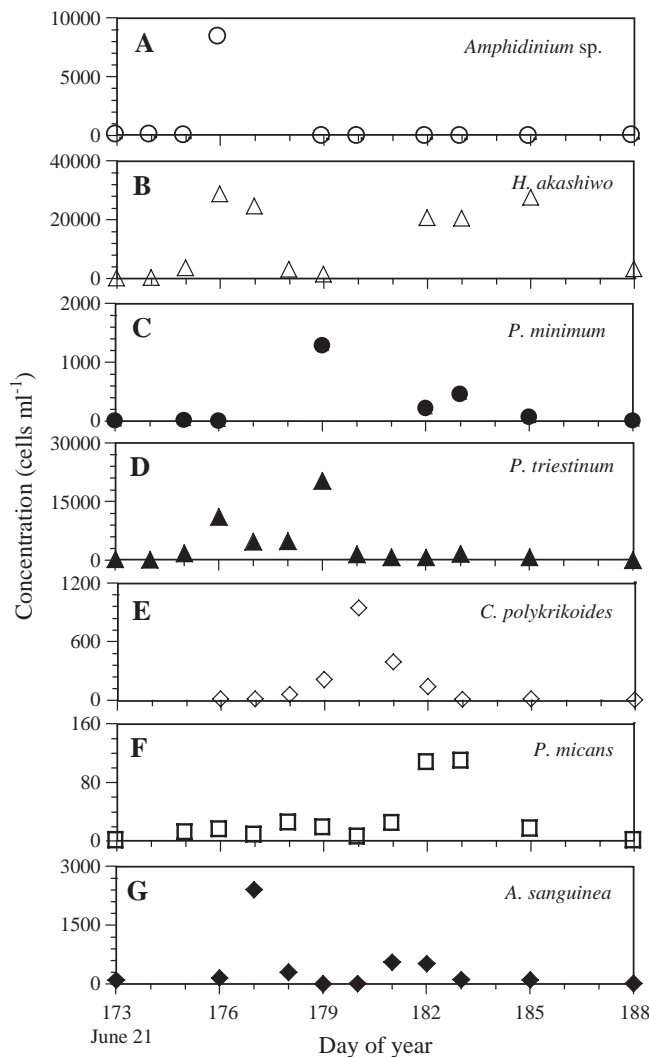 10000
A
Amphidinium sp.
5000
0
40000
B
H. akashiwo
20000
0
2000
C
P. minimum
1000
0
30000
D
P. triestinum
15000
0
1200
E
C. polykrikoides
600
0
160
F
P. micans
80
0
3000
G
A. sanguinea
1500
0
Concentration (cells ml⁻¹)
173 176 179 182 185 188
June 21
Day of year